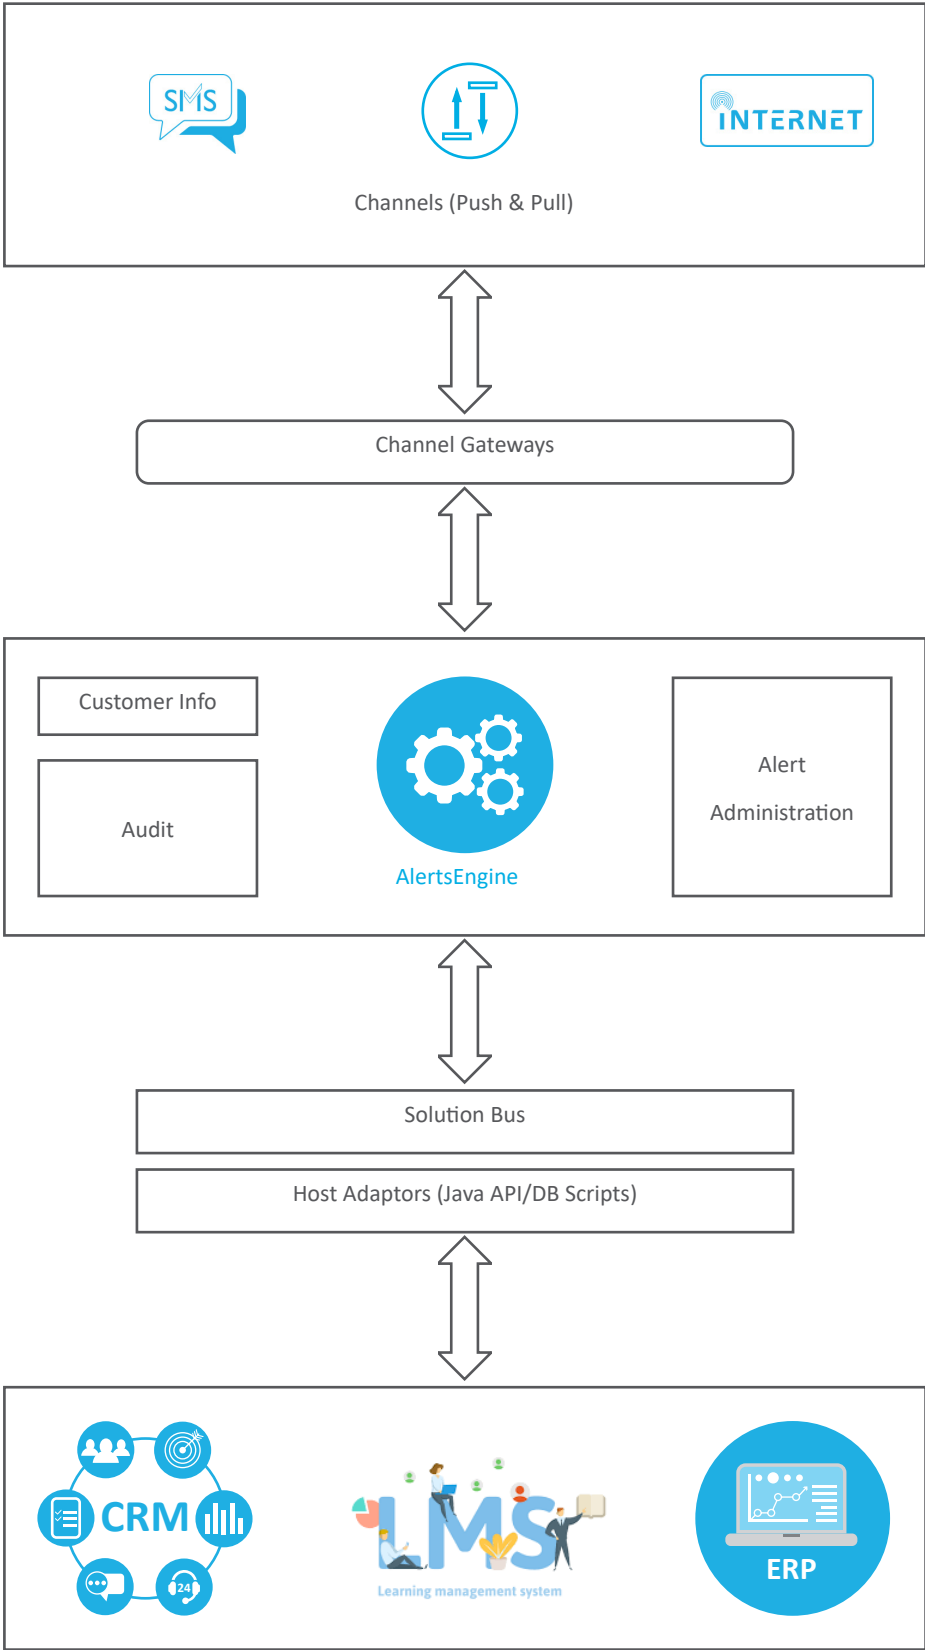 SMS
INTERNET
Channels (Push & Pull)
Channel Gateways
Customer Info
Audit
AlertsEngine
Alert
Administration
Solution Bus
Host Adaptors (Java API/DB Scripts)
CRM
24
LMS
Learning management system
ERP